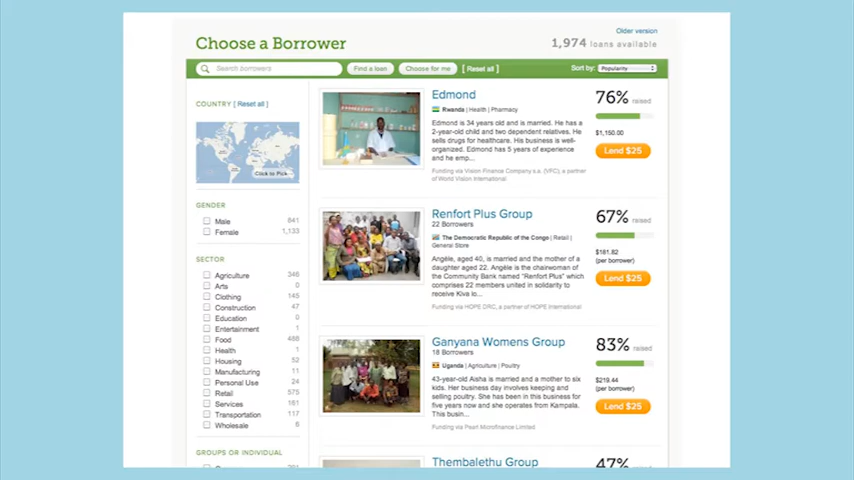 Older version
Choose a Borrower
1,974 loans available
Search borrowers
Find a loan
Choose for me
[ Reset all ]
Sort by:
Popularity
COUNTRY [ Reset all ]
Click to Pick
GENDER
Male 841
Female 1,133
SECTOR
Agriculture 346
Arts 0
Clothing 145
Construction 47
Education 0
Entertainment 1
Food 488
Health 1
Housing 52
Manufacturing 11
Personal Use 24
Retail 575
Services 161
Transportation 117
Wholesale 6
GROUPS OR INDIVIDUAL
Edmond
Rwanda | Health | Pharmacy
Edmond is 34 years old and is married. He has a
2-year-old child and two dependent relatives. He
sells drugs for healthcare. His business is well-
organized. Edmond has 5 years of experience
and he emp...
Funding via Vision Finance Company s.a. (VFC), a partner
of World Vision International
76% raised
$1,150.00
Lend $25
Renfort Plus Group
22 Borrowers
The Democratic Republic of the Congo | Retail |
General Store
Angèle, aged 40, is married and the mother of a
daughter aged 22. Angèle is the chairwoman of
the Community Bank named "Renfort Plus" which
comprises 22 members united in solidarity to
receive Kiva lo...
Funding via HOPE DRC, a partner of HOPE International
67% raised
$181.82
(per borrower)
Lend $25
Ganyana Womens Group
18 Borrowers
Uganda | Agriculture | Poultry
43-year-old Aisha is married and a mother to six
kids. Her business day involves keeping and
selling poultry. She has been in this business for
five years now and she operates from Kampala.
This busin...
Funding via Pearl Microfinance Limited
83% raised
$219.44
(per borrower)
Lend $25
Thembalethu Group
47% raised